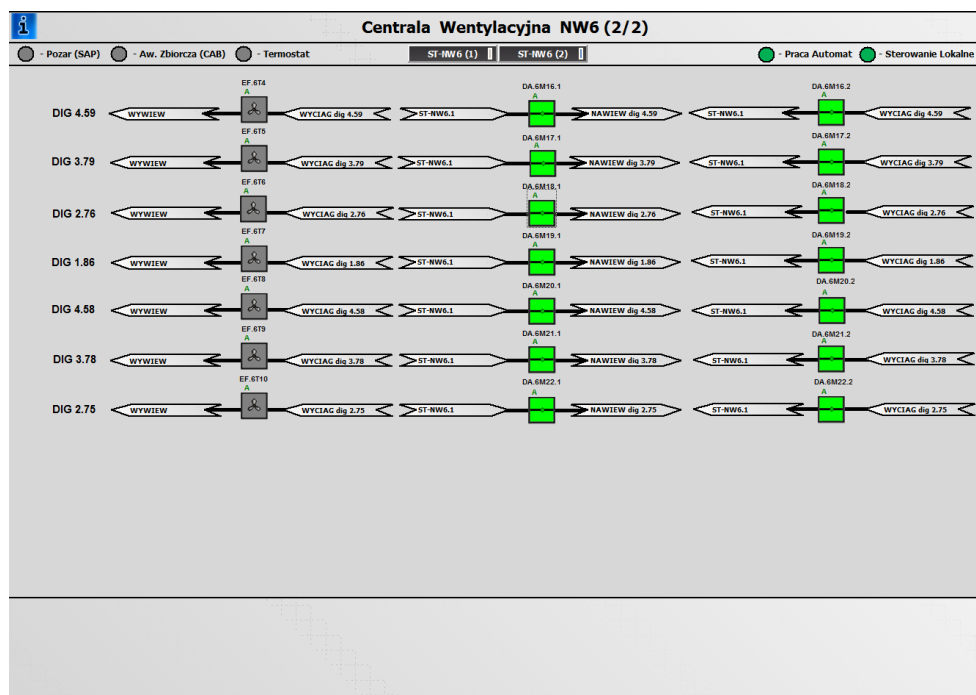 i
Centrala Wentylacyjna NW6 (2/2)
- Pozar (SAP) - Aw. Zbiorcza (CAB) - Termostat ST-NW6 (1) ST-NW6 (2) - Praca Automat - Sterowanie Lokalne
EF.6T4 DA.6M16.1 DA.6M16.2
A A A
DIG 4.59 WYWIEW WYCIAG dig 4.59 ST-NW6.1 NAWIEW dig 4.59 ST-NW6.1 WYCIAG dig 4.59
EF.6T5 DA.6M17.1 DA.6M17.2
A A A
DIG 3.79 WYWIEW WYCIAG dig 3.79 ST-NW6.1 NAWIEW dig 3.79 ST-NW6.1 WYCIAG dig 3.79
EF.6T6 DA.6M18.1 DA.6M18.2
A A A
DIG 2.76 WYWIEW WYCIAG dig 2.76 ST-NW6.1 NAWIEW dig 2.76 ST-NW6.1 WYCIAG dig 2.76
EF.6T7 DA.6M19.1 DA.6M19.2
A A A
DIG 1.86 WYWIEW WYCIAG dig 1.86 ST-NW6.1 NAWIEW dig 1.86 ST-NW6.1 WYCIAG dig 1.86
EF.6T8 DA.6M20.1 DA.6M20.2
A A A
DIG 4.58 WYWIEW WYCIAG dig 4.58 ST-NW6.1 NAWIEW dig 4.58 ST-NW6.1 WYCIAG dig 4.58
EF.6T9 DA.6M21.1 DA.6M21.2
A A A
DIG 3.78 WYWIEW WYCIAG dig 3.78 ST-NW6.1 NAWIEW dig 3.78 ST-NW6.1 WYCIAG dig 3.78
EF.6T10 DA.6M22.1 DA.6M22.2
A A A
DIG 2.75 WYWIEW WYCIAG dig 2.75 ST-NW6.1 NAWIEW dig 2.75 ST-NW6.1 WYCIAG dig 2.75